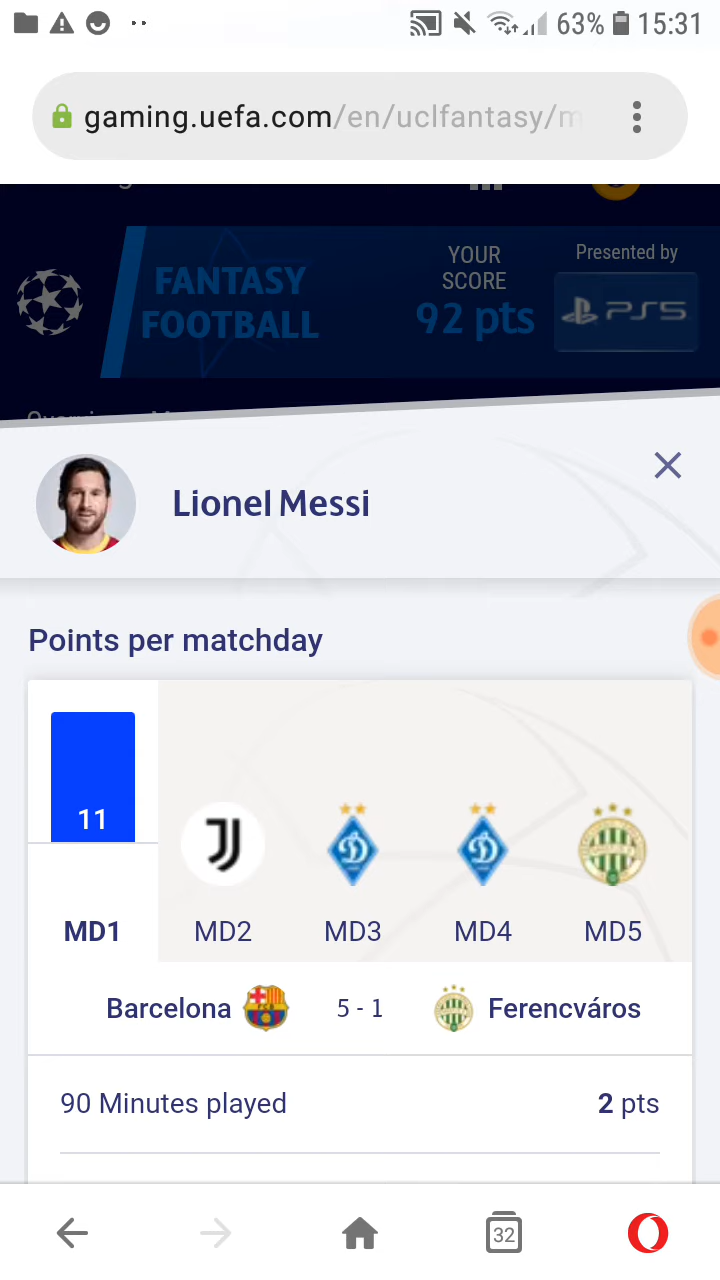 63% 15:31
gaming.uefa.com/en/uclfantasy/m
FANTASY
FOOTBALL
YOUR
SCORE
92 pts
Presented by
PS5
Lionel Messi
Points per matchday
11
MD1 MD2 MD3 MD4 MD5
Barcelona 5 - 1 Ferencváros
90 Minutes played 2 pts
32